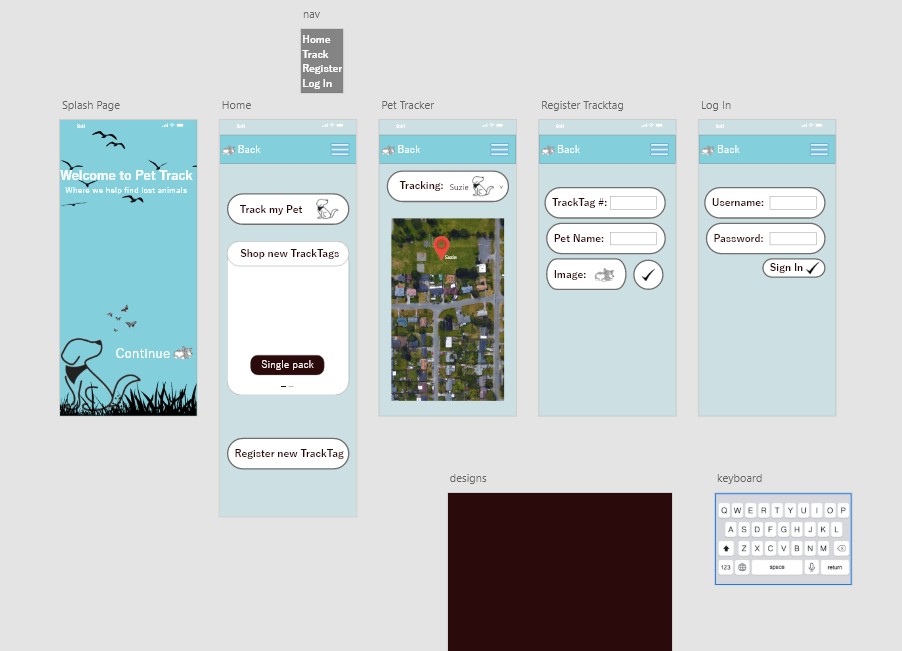 nav
Home
Track
Register
Log In
Splash Page
Home
Pet Tracker
Register Tracktag
Log In
Welcome to Pet Track
Where we help find lost animals
Continue
Back
Track my Pet
Shop new TrackTags
Single pack
Register new TrackTag
Back
Tracking: Suzie
Suzie
Back
TrackTag #:
Pet Name:
Image:
Back
Username:
Password:
Sign In
designs
keyboard
Q W E R T Y U I O P
A S D F G H J K L
Z X C V B N M
123 space return